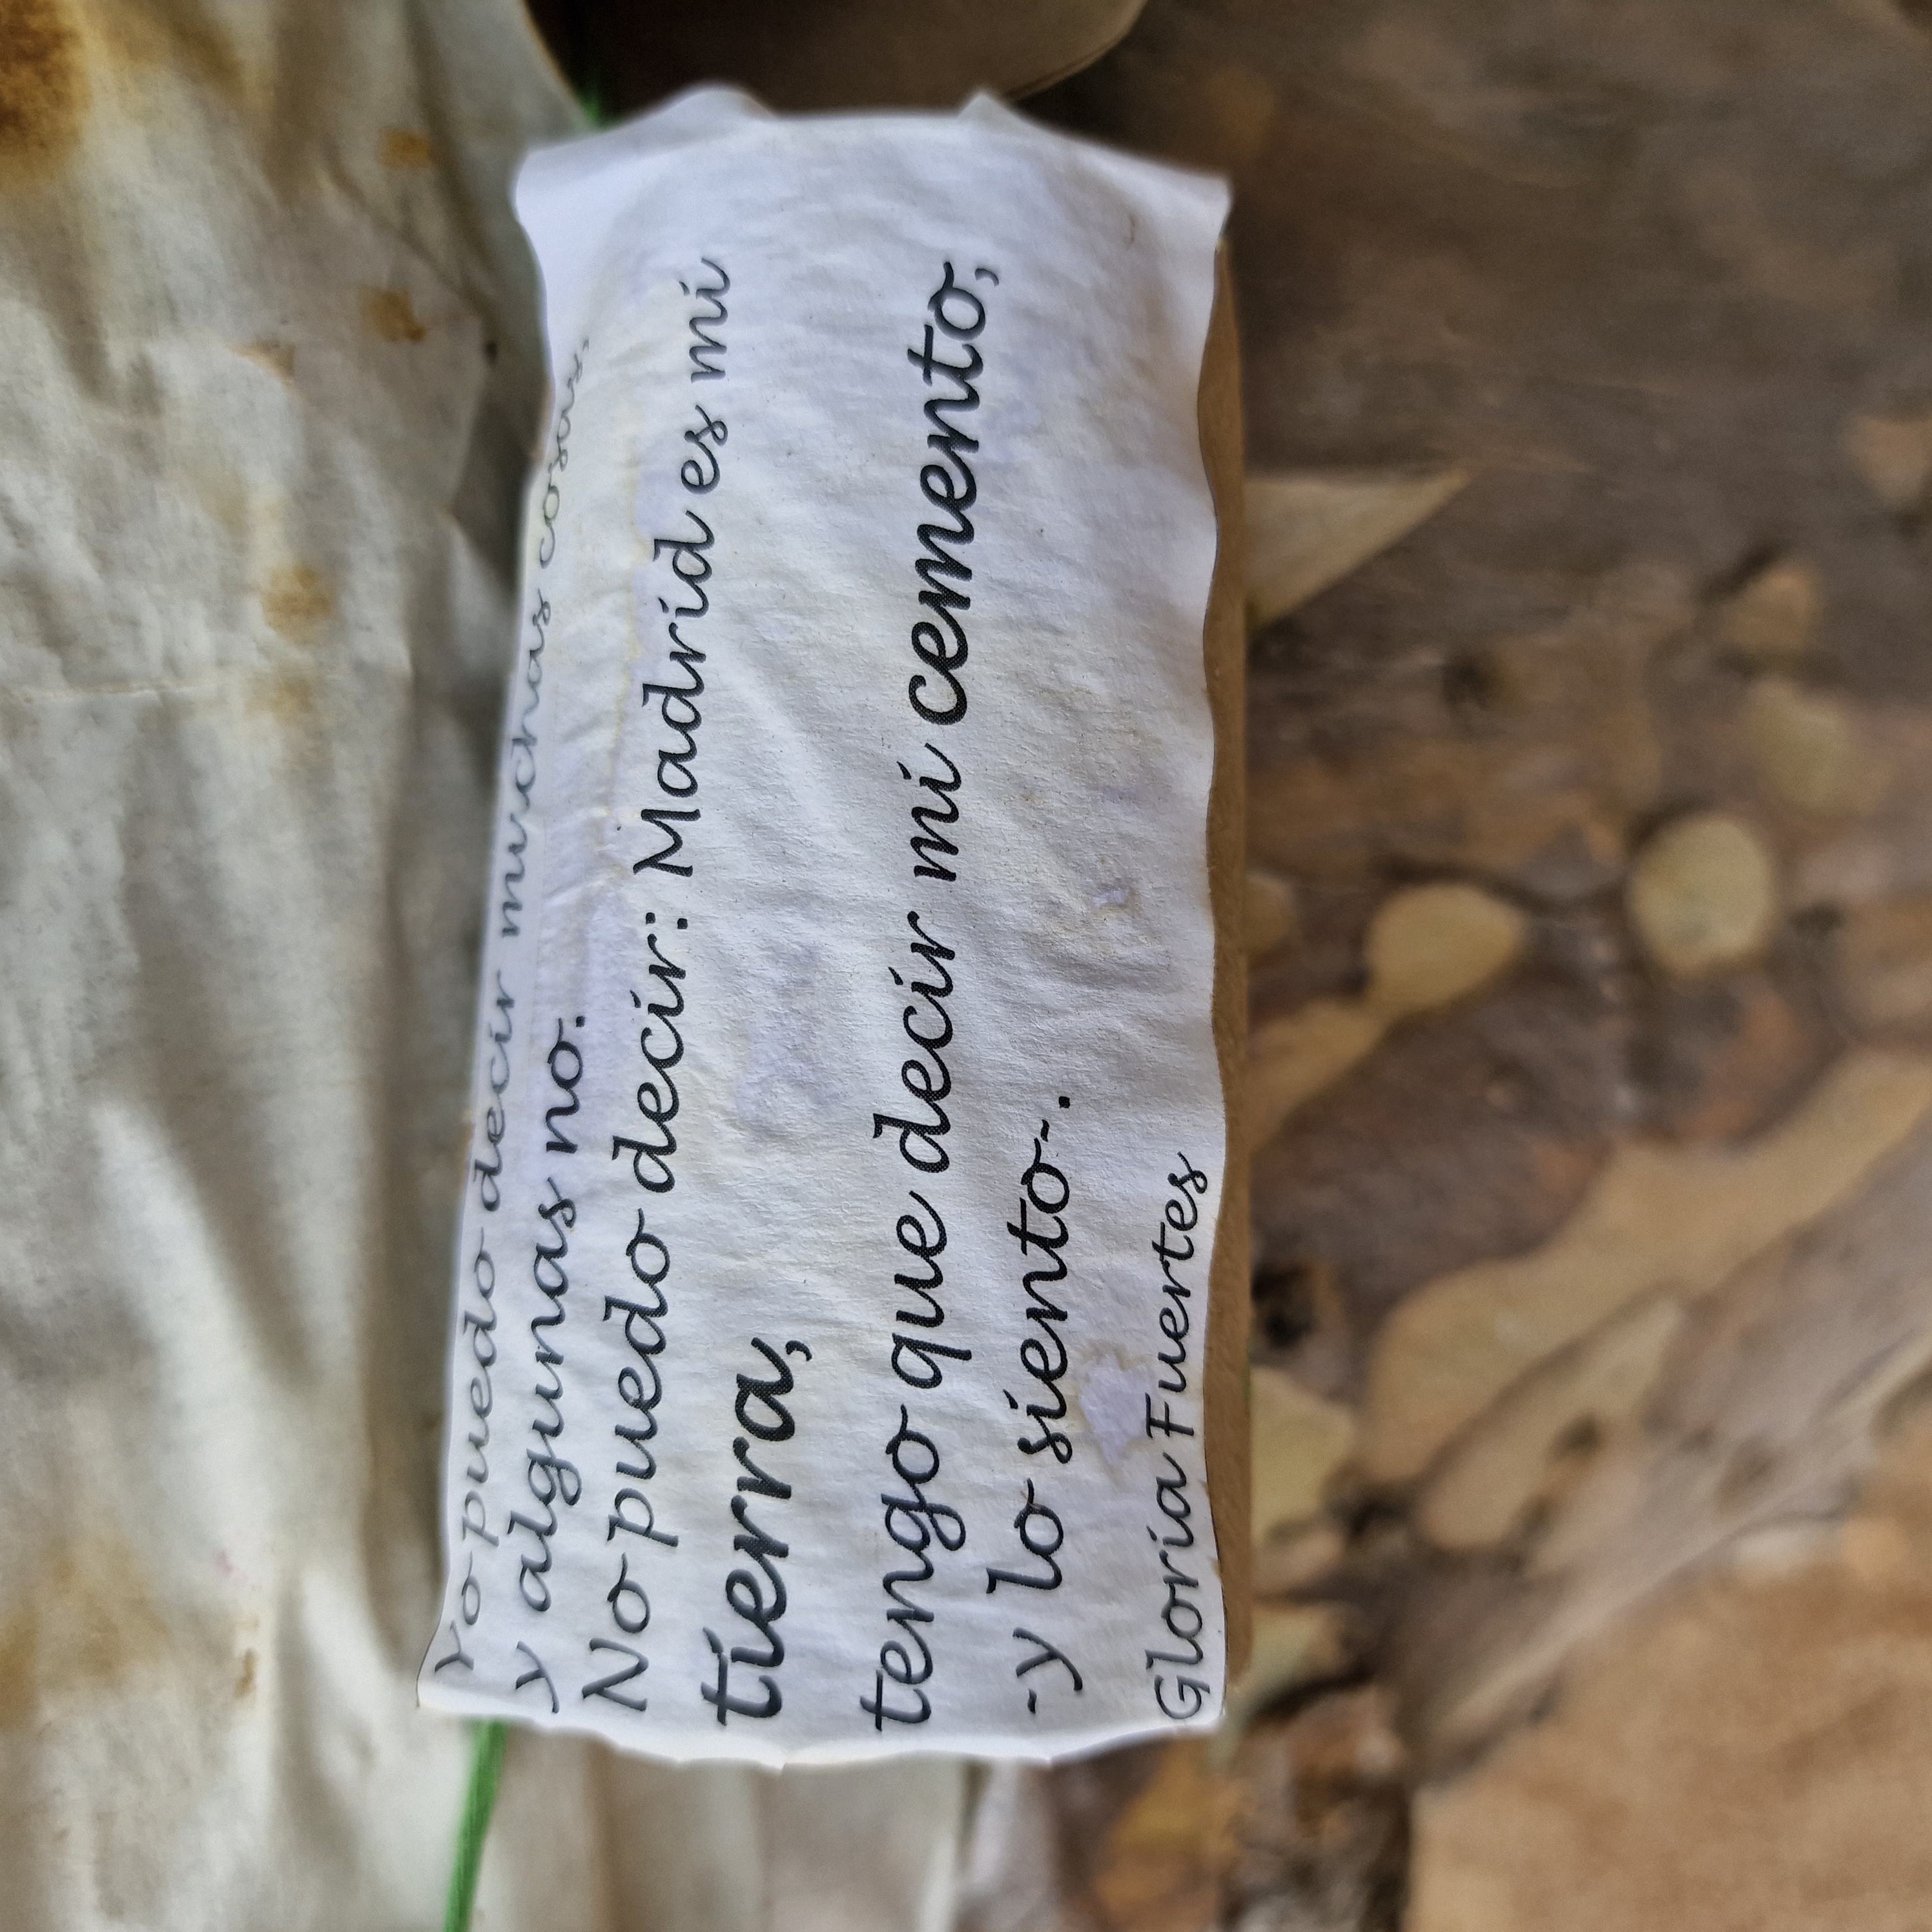 Yo puedo decir muchas cosas,
y algunas no.
No puedo decir: Madrid es mi
tierra,
tengo que decir mi cemento;
-y lo siento-.
Gloria Fuertes